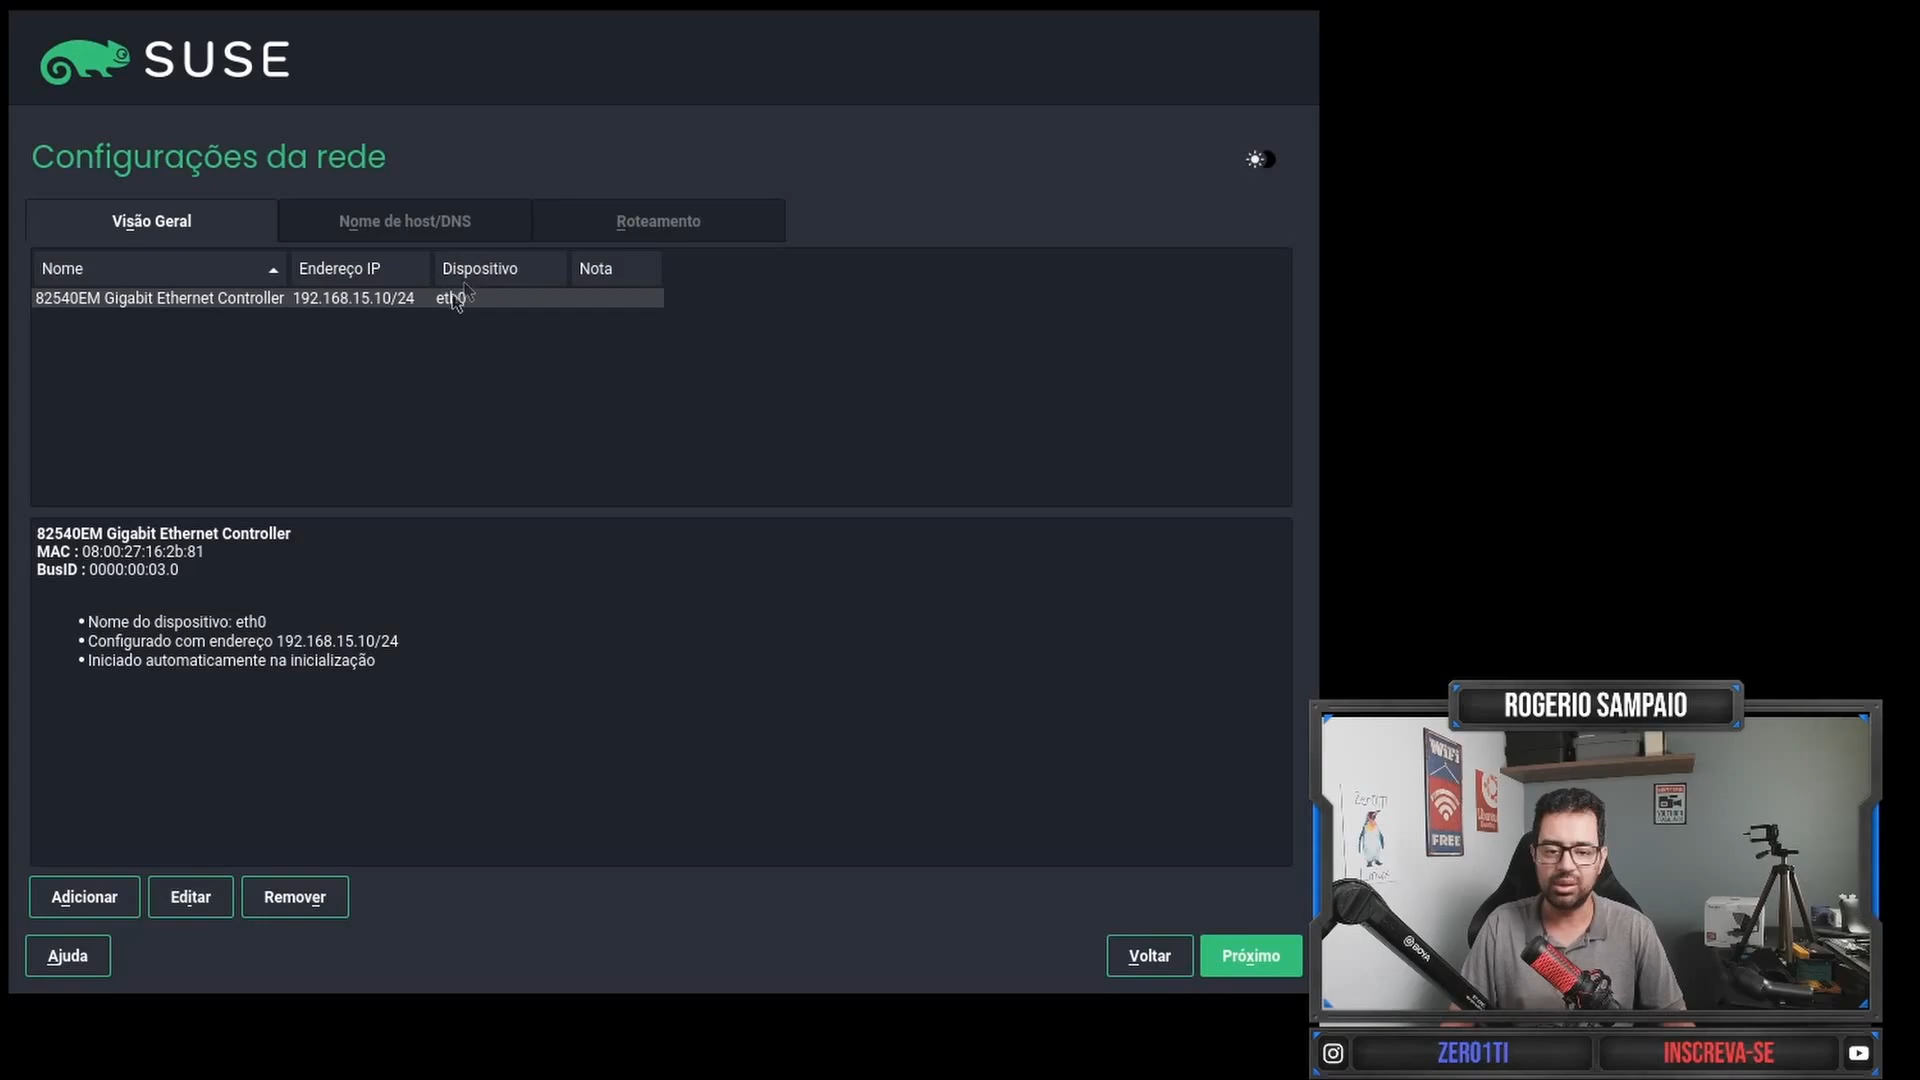 SUSE
Configurações da rede
Visão Geral
Nome de host/DNS
Roteamento
Nome
Endereço IP
Dispositivo
Nota
82540EM Gigabit Ethernet Controller
192.168.15.10/24
eth0
82540EM Gigabit Ethernet Controller
MAC : 08:00:27:16:2b:81
BusID : 0000:00:03.0
• Nome do dispositivo: eth0
• Configurado com endereço 192.168.15.10/24
• Iniciado automaticamente na inicialização
Adicionar
Editar
Remover
Ajuda
Voltar
Próximo
ROGERIO SAMPAIO
WiFi
FREE
Zer01Ti
Linux
BOYA
ZERO1TI
INSCREVA-SE